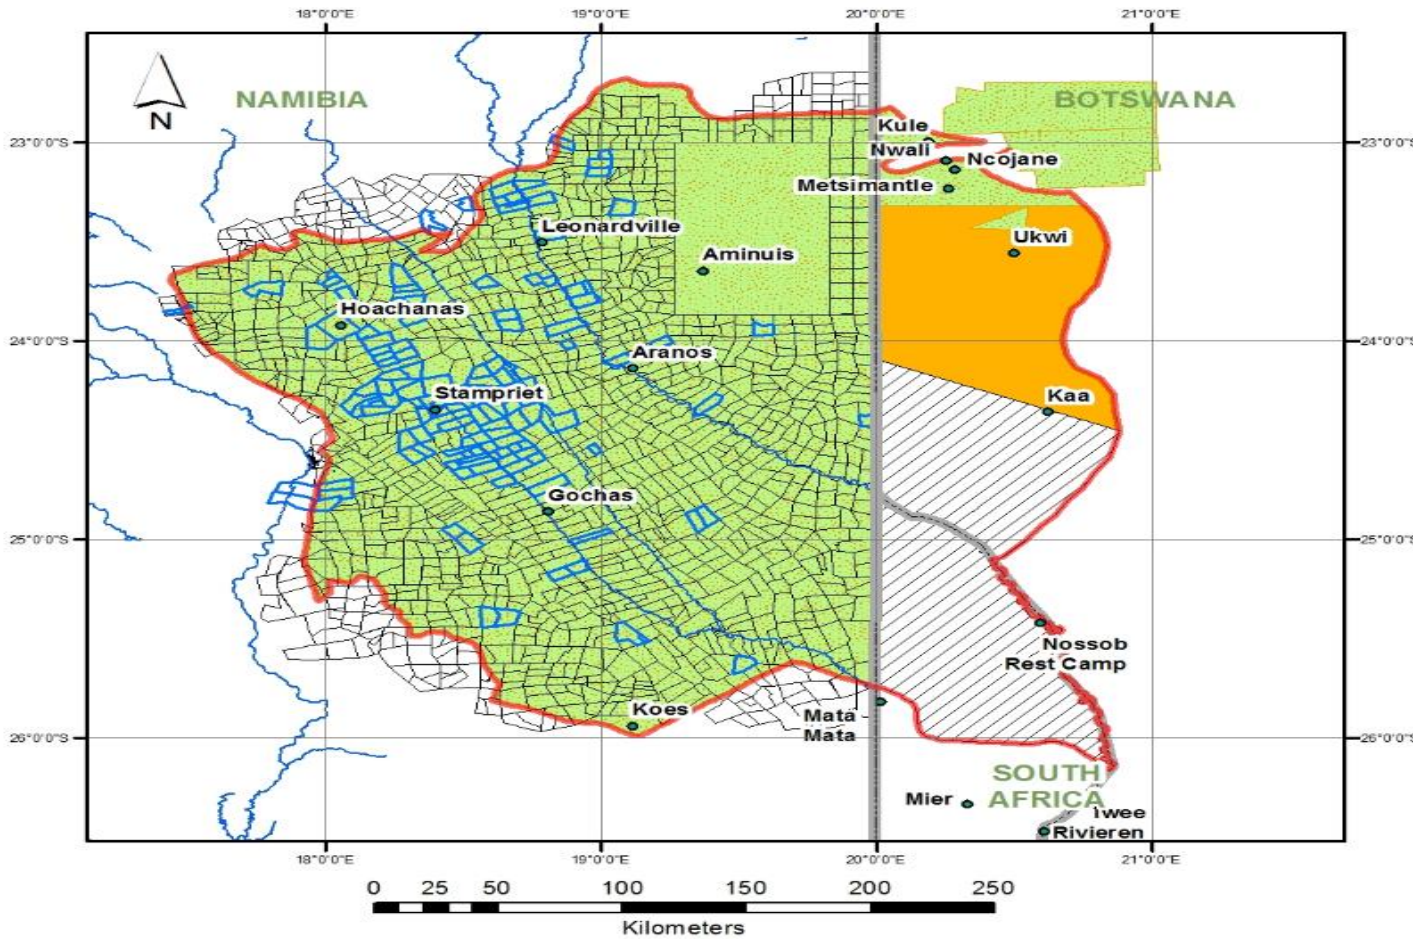 18°0'0"E 19°0'0"E 20°0'0"E 21°0'0"E
NAMIBIA
BOTSWANA
N
Kule
23°0'0"S 23°0'0"S
Nwali
Ncojane
Metsimantle
Leonardville
Ukwi
Aminuis
Hoachanas
24°0'0"S 24°0'0"S
Aranos
Stampriet
Kaa
Gochas
25°0'0"S 25°0'0"S
Nossob
Rest Camp
Koes
Mata
Mata
26°0'0"S 26°0'0"S
SOUTH
AFRICA
Mier
Twee
Rivieren
18°0'0"E 19°0'0"E 20°0'0"E 21°0'0"E
0 25 50 100 150 200 250
Kilometers